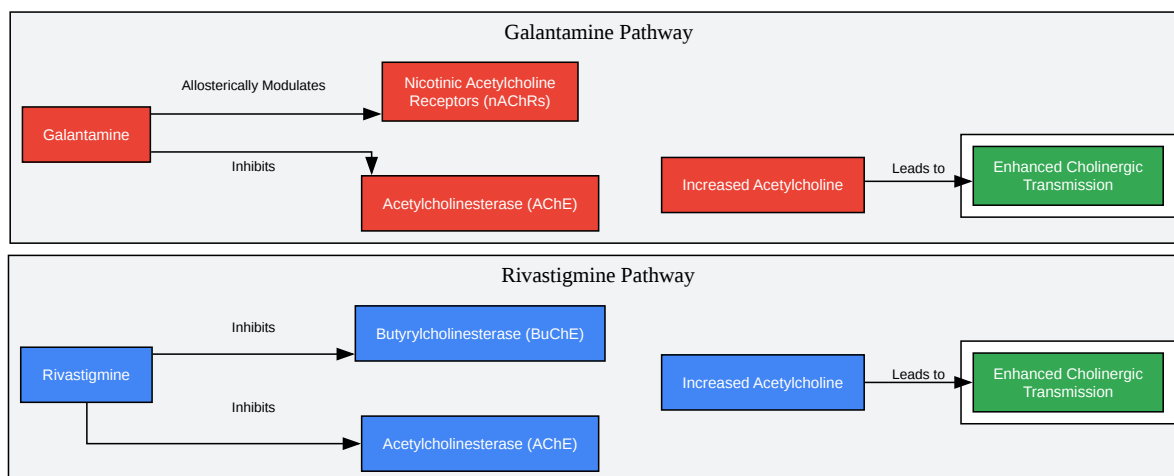 Galantamine Pathway
Allosterically Modulates
Nicotinic Acetylcholine
Receptors (nAChRs)
Galantamine
Inhibits
Acetylcholinesterase (AChE)
Increased Acetylcholine
Leads to
Enhanced Cholinergic
Transmission
Rivastigmine Pathway
Inhibits
Butyrylcholinesterase (BuChE)
Rivastigmine
Inhibits
Acetylcholinesterase (AChE)
Increased Acetylcholine
Leads to
Enhanced Cholinergic
Transmission